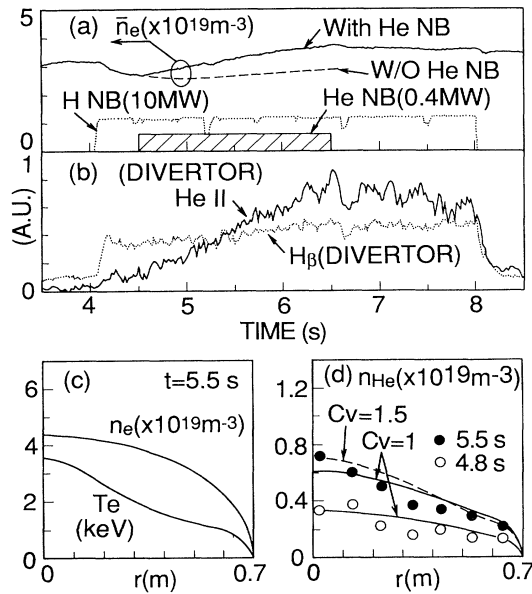 (a) n̄e(x10¹⁹m-³)
With He NB
W/O He NB
H NB(10MW)
He NB(0.4MW)
5
0
(b) (DIVERTOR)
He II
Hβ(DIVERTOR)
(A.U.)
1
0
4 5 6 7 8
TIME (s)
(c) t=5.5 s
ne(x10¹⁹m-³)
Te
(keV)
6
4
2
0
0 0.7
r(m)
(d) nHe(x10¹⁹m-³)
Cv=1.5
Cv=1
● 5.5 s
○ 4.8 s
1.2
0.8
0.4
0
0 0.7
r(m)